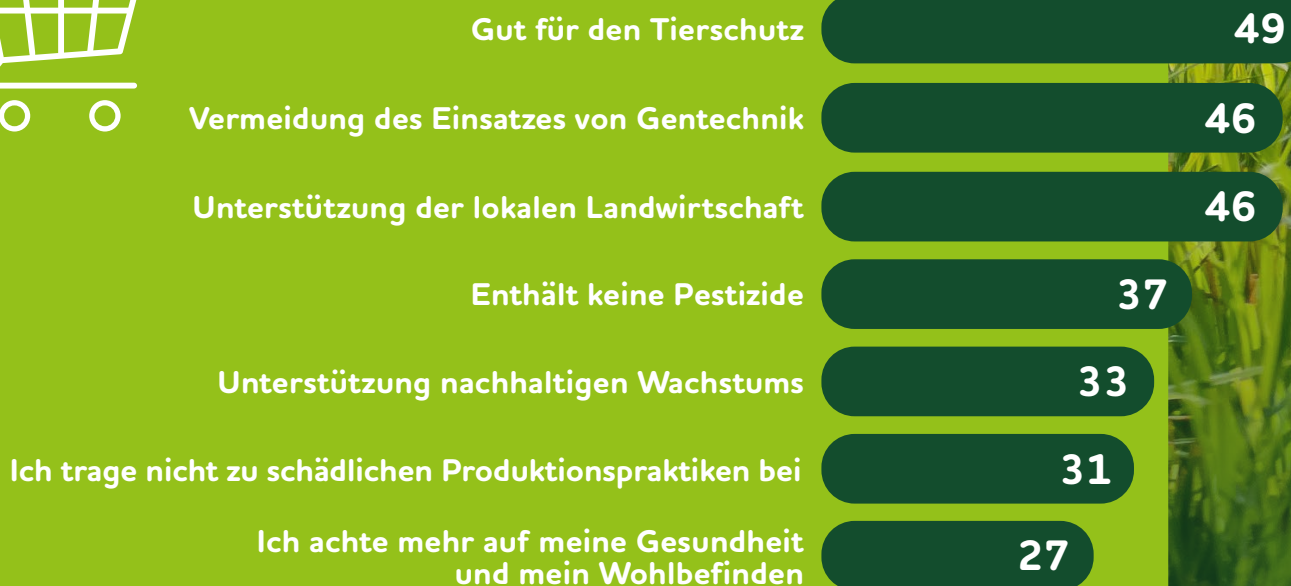 Gut für den Tierschutz 49
Vermeidung des Einsatzes von Gentechnik 46
Unterstützung der lokalen Landwirtschaft 46
Enthält keine Pestizide 37
Unterstützung nachhaltigen Wachstums 33
Ich trage nicht zu schädlichen Produktionspraktiken bei 31
Ich achte mehr auf meine Gesundheit
und mein Wohlbefinden 27